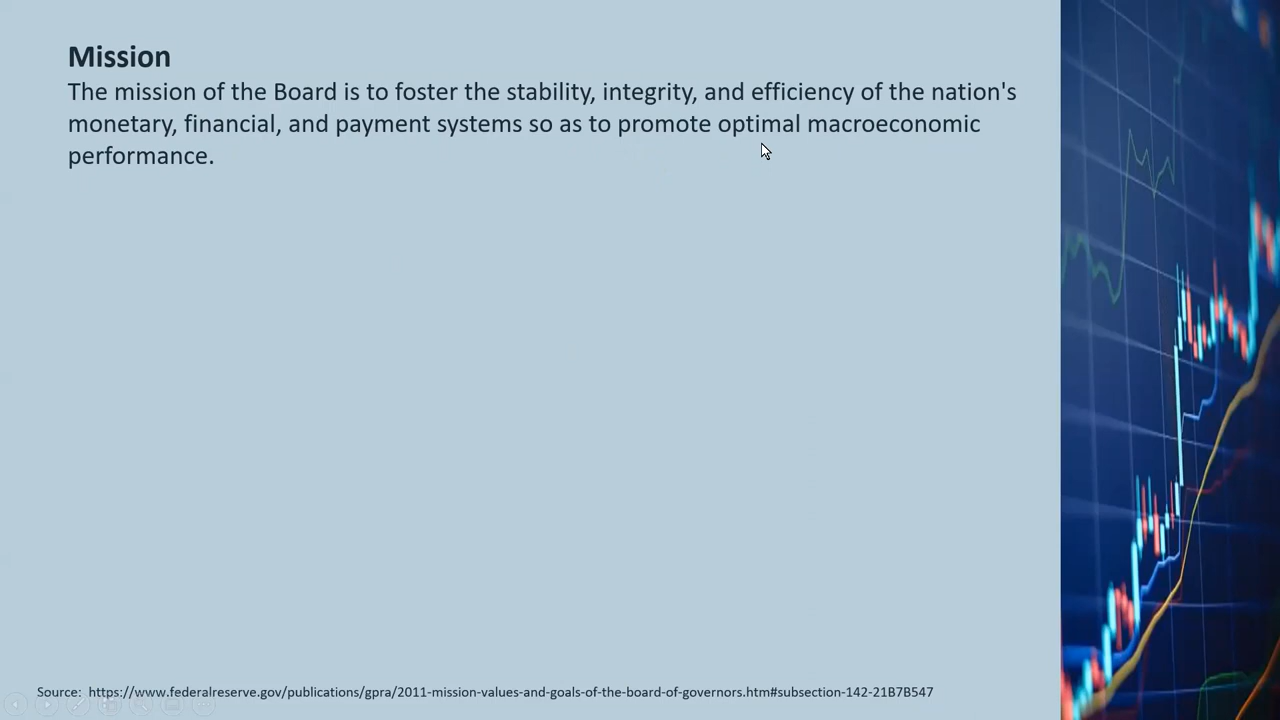 Mission
The mission of the Board is to foster the stability, integrity, and efficiency of the nation's
monetary, financial, and payment systems so as to promote optimal macroeconomic
performance.
Source:  https://www.federalreserve.gov/publications/gpra/2011-mission-values-and-goals-of-the-board-of-governors.htm#subsection-142-21B7B547